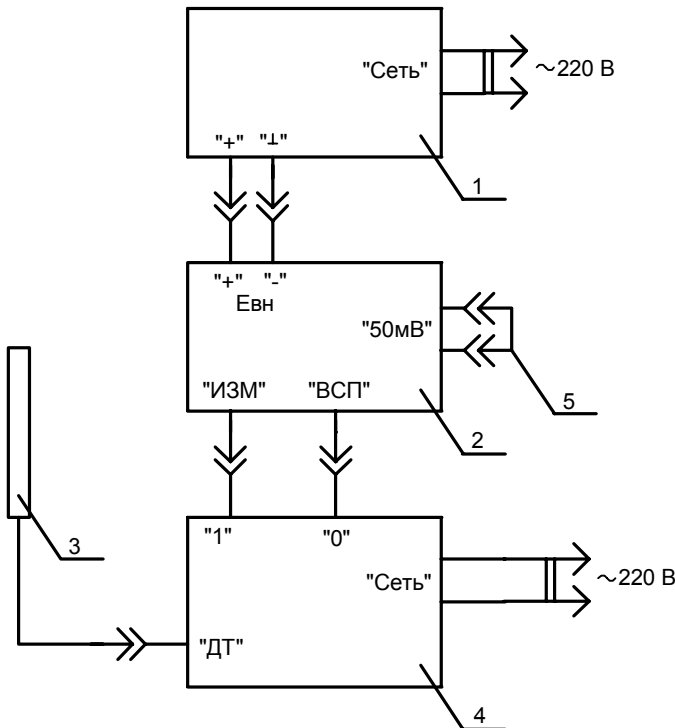 "Сеть"
~220 В
"+" "⊥"
1
"+" "-"
Евн
"50мВ"
"ИЗМ" "ВСП"
5
2
"1" "0"
3
"Сеть"
~220 В
"ДТ"
4